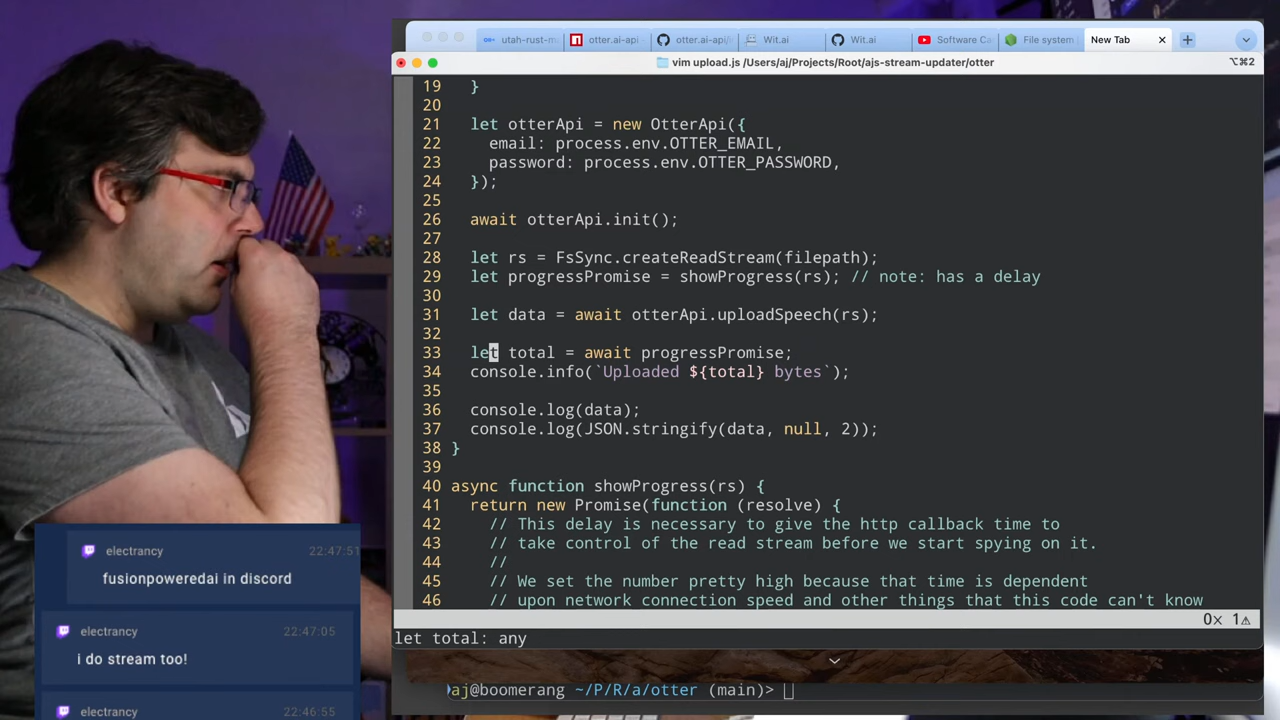 utah-rust-m
otter.ai-api -
otter.ai-api/
Wit.ai
Wit.ai
Software Ca
File system
New Tab
vim upload.js /Users/aj/Projects/Root/ajs-stream-updater/otter
⌥⌘2
19 }
20
21 let otterApi = new OtterApi({
22 email: process.env.OTTER_EMAIL,
23 password: process.env.OTTER_PASSWORD,
24 });
25
26 await otterApi.init();
27
28 let rs = FsSync.createReadStream(filepath);
29 let progressPromise = showProgress(rs); // note: has a delay
30
31 let data = await otterApi.uploadSpeech(rs);
32
33 let total = await progressPromise;
34 console.info(`Uploaded ${total} bytes`);
35
36 console.log(data);
37 console.log(JSON.stringify(data, null, 2));
38 }
39
40 async function showProgress(rs) {
41 return new Promise(function (resolve) {
42 // This delay is necessary to give the http callback time to
43 // take control of the read stream before we start spying on it.
44 //
45 // We set the number pretty high because that time is dependent
46 // upon network connection speed and other things that this code can't know
0× 1⚠
let total: any
aj@boomerang ~/P/R/a/otter (main)>
electrancy 22:47:51
fusionpoweredai in discord
electrancy 22:47:05
i do stream too!
electrancy 22:46:55